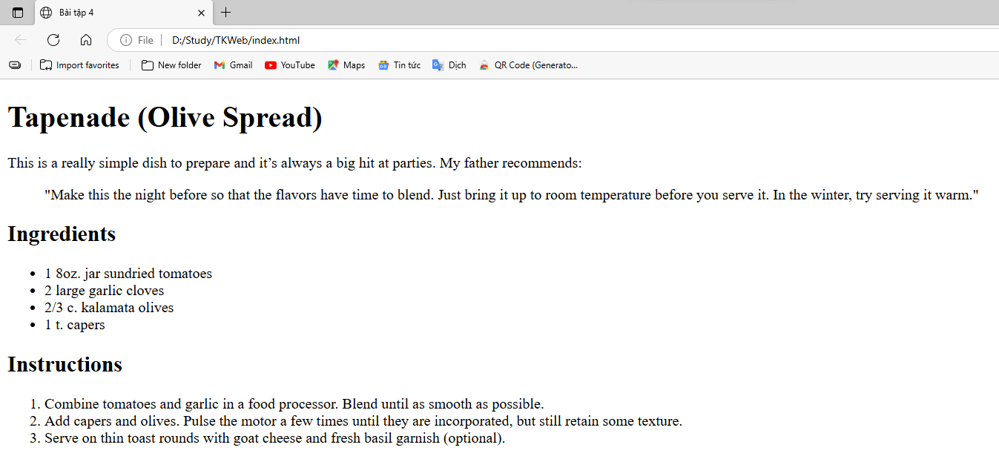 Bài tập 4
File
D:/Study/TKWeb/index.html
Import favorites
New folder
Gmail
YouTube
Maps
Tin tức
Dịch
QR Code (Generato...
Tapenade (Olive Spread)
This is a really simple dish to prepare and it’s always a big hit at parties. My father recommends:
"Make this the night before so that the flavors have time to blend. Just bring it up to room temperature before you serve it. In the winter, try serving it warm."
Ingredients
• 1 8oz. jar sundried tomatoes
• 2 large garlic cloves
• 2/3 c. kalamata olives
• 1 t. capers
Instructions
1. Combine tomatoes and garlic in a food processor. Blend until as smooth as possible.
2. Add capers and olives. Pulse the motor a few times until they are incorporated, but still retain some texture.
3. Serve on thin toast rounds with goat cheese and fresh basil garnish (optional).